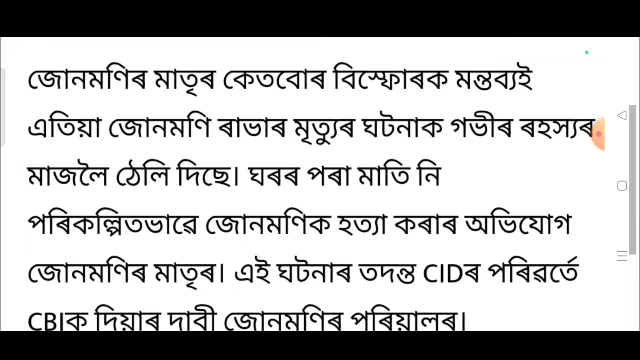 জোনমণিৰ মাতৃৰ কেতবোৰ বিস্ফোৰক মন্তব্যই
এতিয়া জোনমণি ৰাভাৰ মৃত্যুৰ ঘটনাক গভীৰ ৰহস্যৰ
মাজলৈ ঠেলি দিছে। ঘৰৰ পৰা মাতি নি
পৰিকল্পিতভাৱে জোনমণিক হত্যা কৰাৰ অভিযোগ
জোনমণিৰ মাতৃৰ। এই ঘটনাৰ তদন্ত CIDৰ পৰিৱৰ্তে
CBIক দিয়াৰ দাবী জোনমণিৰ পৰিয়ালৰ।